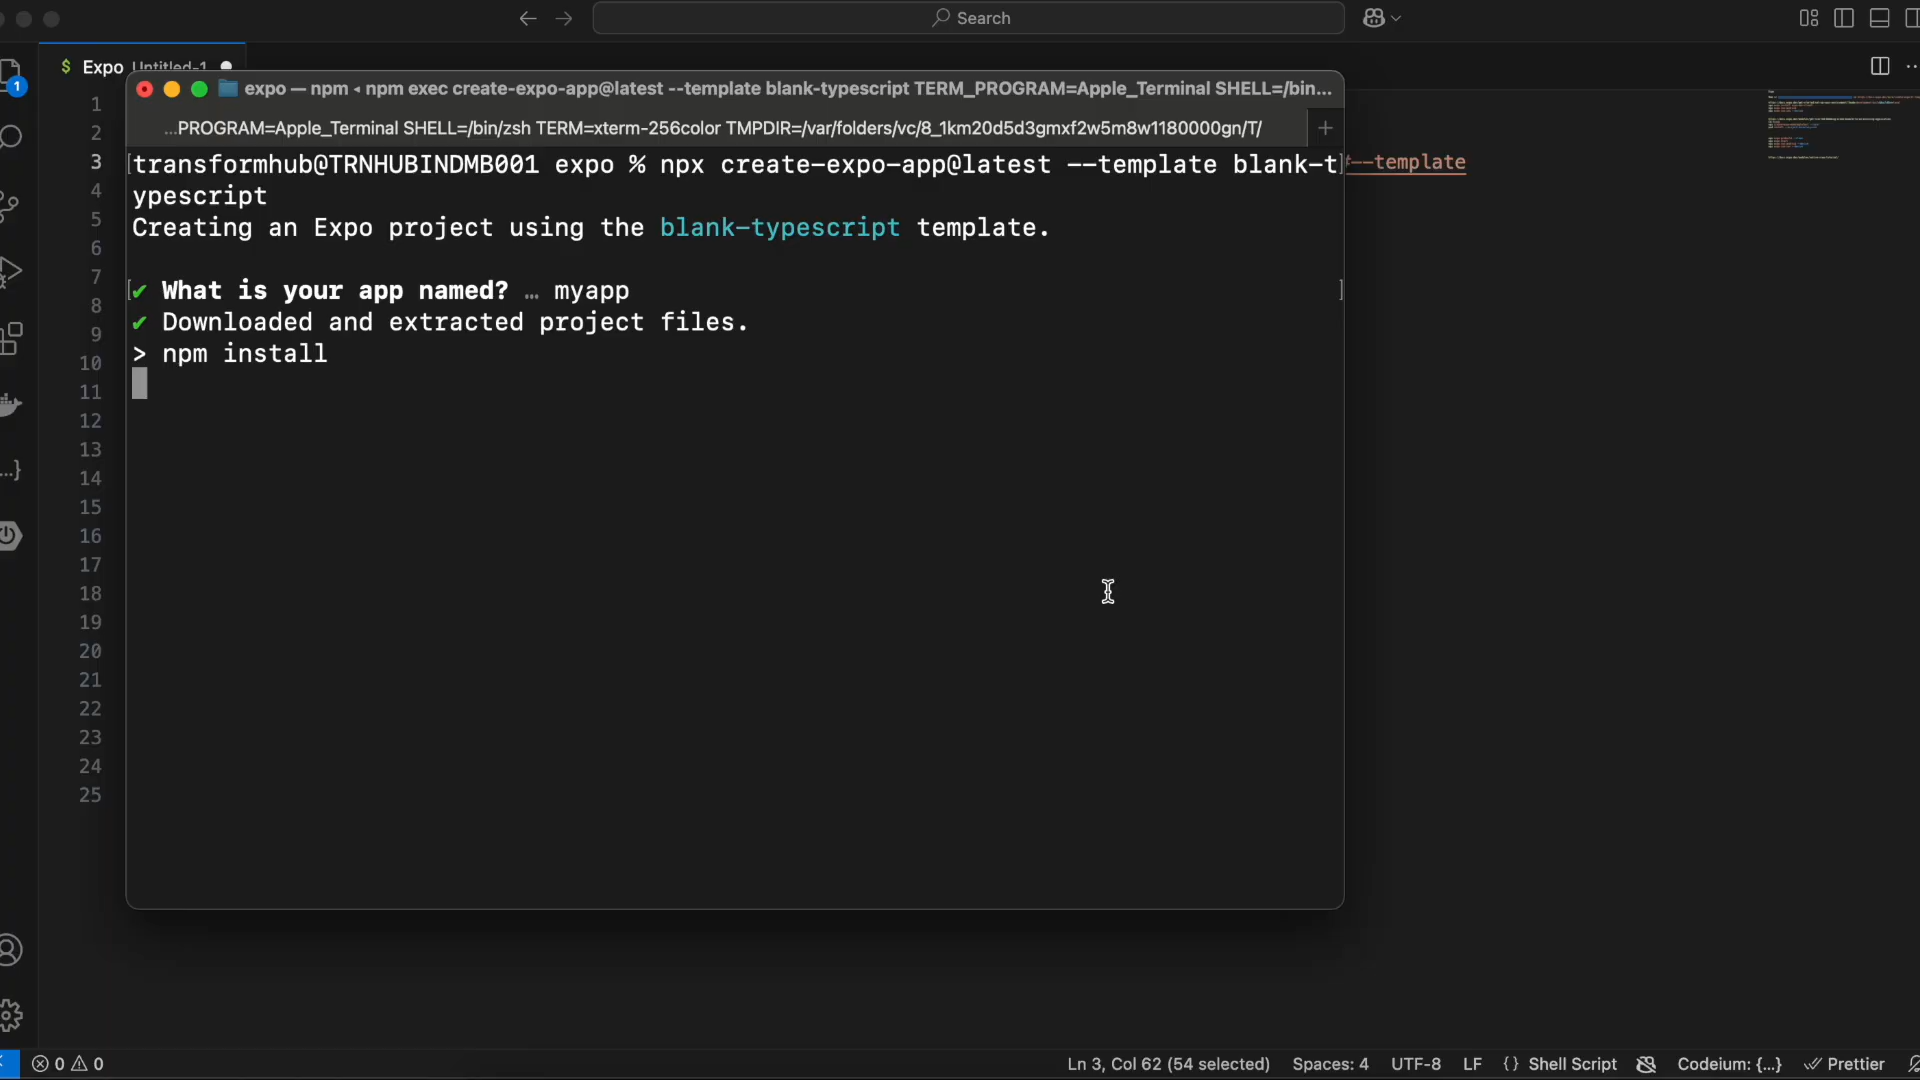 Search
$ Expo Untitled-1
1
expo — npm ◂ npm exec create-expo-app@latest --template blank-typescript TERM_PROGRAM=Apple_Terminal SHELL=/bin...
...PROGRAM=Apple_Terminal SHELL=/bin/zsh TERM=xterm-256color TMPDIR=/var/folders/vc/8_1km20d5d3gmxf2w5m8w1180000gn/T/
[transformhub@TRNHUBINDMB001 expo % npx create-expo-app@latest --template blank-t]
ypescript
Creating an Expo project using the blank-typescript template.
[✔ What is your app named? … myapp ]
✔ Downloaded and extracted project files.
> npm install
#--template
1
2
3
4
5
6
7
8
9
10
11
12
13
14
15
16
17
18
19
20
21
22
23
24
25
0 0
Ln 3, Col 62 (54 selected) Spaces: 4 UTF-8 LF {} Shell Script Codeium: {...} Prettier